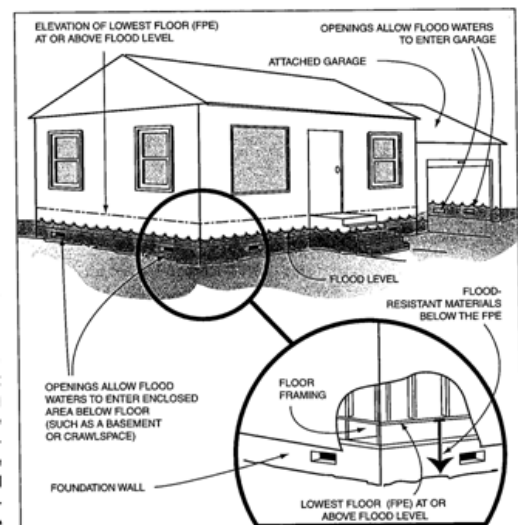 ELEVATION OF LOWEST FLOOR (FPE)
AT OR ABOVE FLOOD LEVEL
OPENINGS ALLOW FLOOD WATERS
TO ENTER GARAGE
ATTACHED GARAGE
FLOOD LEVEL
FLOOD-
RESISTANT MATERIALS
BELOW THE FPE
OPENINGS ALLOW FLOOD
WATERS TO ENTER ENCLOSED
AREA BELOW FLOOR
(SUCH AS A BASEMENT
OR CRAWLSPACE)
FLOOR
FRAMING
FOUNDATION WALL
LOWEST FLOOR (FPE) AT OR
ABOVE FLOOD LEVEL